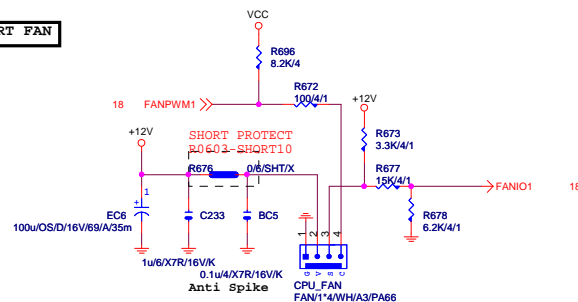 RT FAN
VCC
R696
8.2K/4
R672
100/4/1
18 FANPWM1
+12V
R673
3.3K/4/1
+12V
SHORT PROTECT
R0603-SHORT10
R676 0/6/SHT/X
R677
15K/4/1
FANIO1 18
R678
6.2K/4/1
1
+
EC6
100u/OS/D/16V/69/A/35m
C233
BC5
1u/6/X7R/16V/K
0.1u/4/X7R/16V/K
Anti Spike
1 2 3 4
G V S C
CPU_FAN
FAN/1*4/WH/A3/PA66